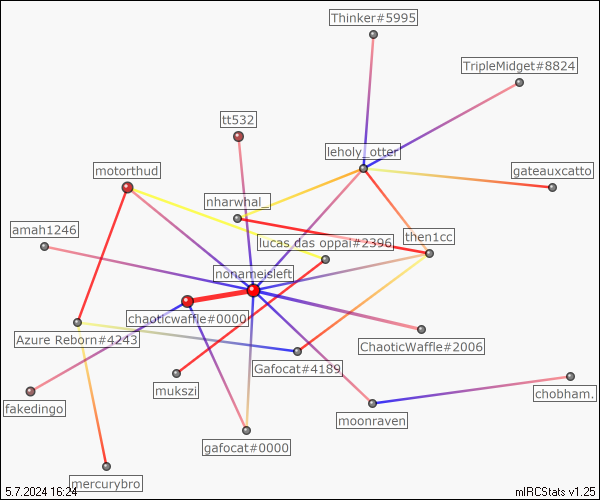 Thinker#5995
TripleMidget#8824
tt532
leholy_otter
motorthud
gateauxcatto
nharwhal_
amah1246
then1cc
lucas das oppai#2396
nonameisleft
chaoticwaffle#0000
Azure Reborn#4243
ChaoticWaffle#2006
Gafocat#4189
mukszi
chobham.
fakedingo
moonraven
gafocat#0000
mercurybro
5.7.2024 16:24
mIRCStats v1.25